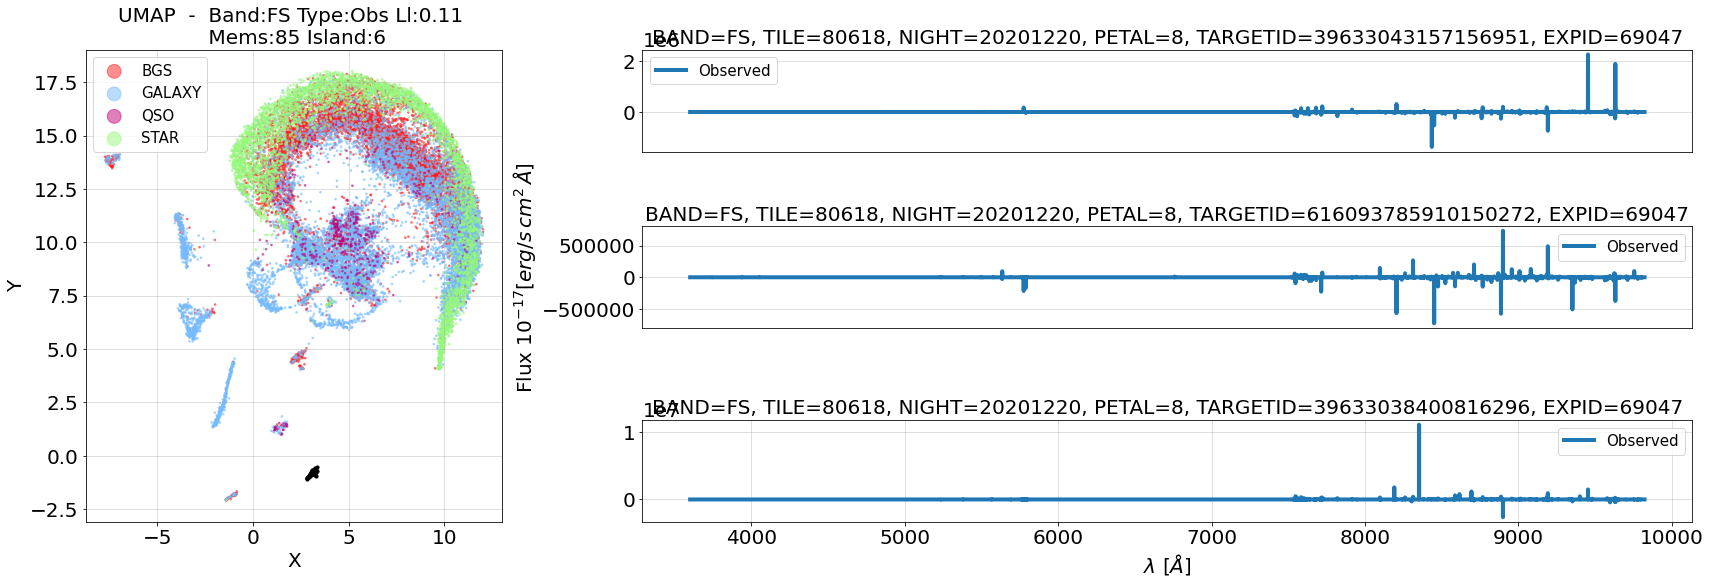 UMAP - Band:FS Type:Obs Ll:0.11
Mems:85 Island:6
BGS
GALAXY
QSO
STAR
17.5
15.0
12.5
10.0
7.5
5.0
2.5
0.0
−2.5
Y
−5
0
5
10
X
Flux 10⁻¹⁷[erg/s cm² Å]
BAND=FS, TILE=80618, NIGHT=20201220, PETAL=8, TARGETID=39633043157156951, EXPID=69047
1e6
Observed
2
0
BAND=FS, TILE=80618, NIGHT=20201220, PETAL=8, TARGETID=616093785910150272, EXPID=69047
Observed
500000
0
−500000
BAND=FS, TILE=80618, NIGHT=20201220, PETAL=8, TARGETID=39633038400816296, EXPID=69047
1e7
Observed
1
0
4000
5000
6000
7000
8000
9000
10000
λ [Å]